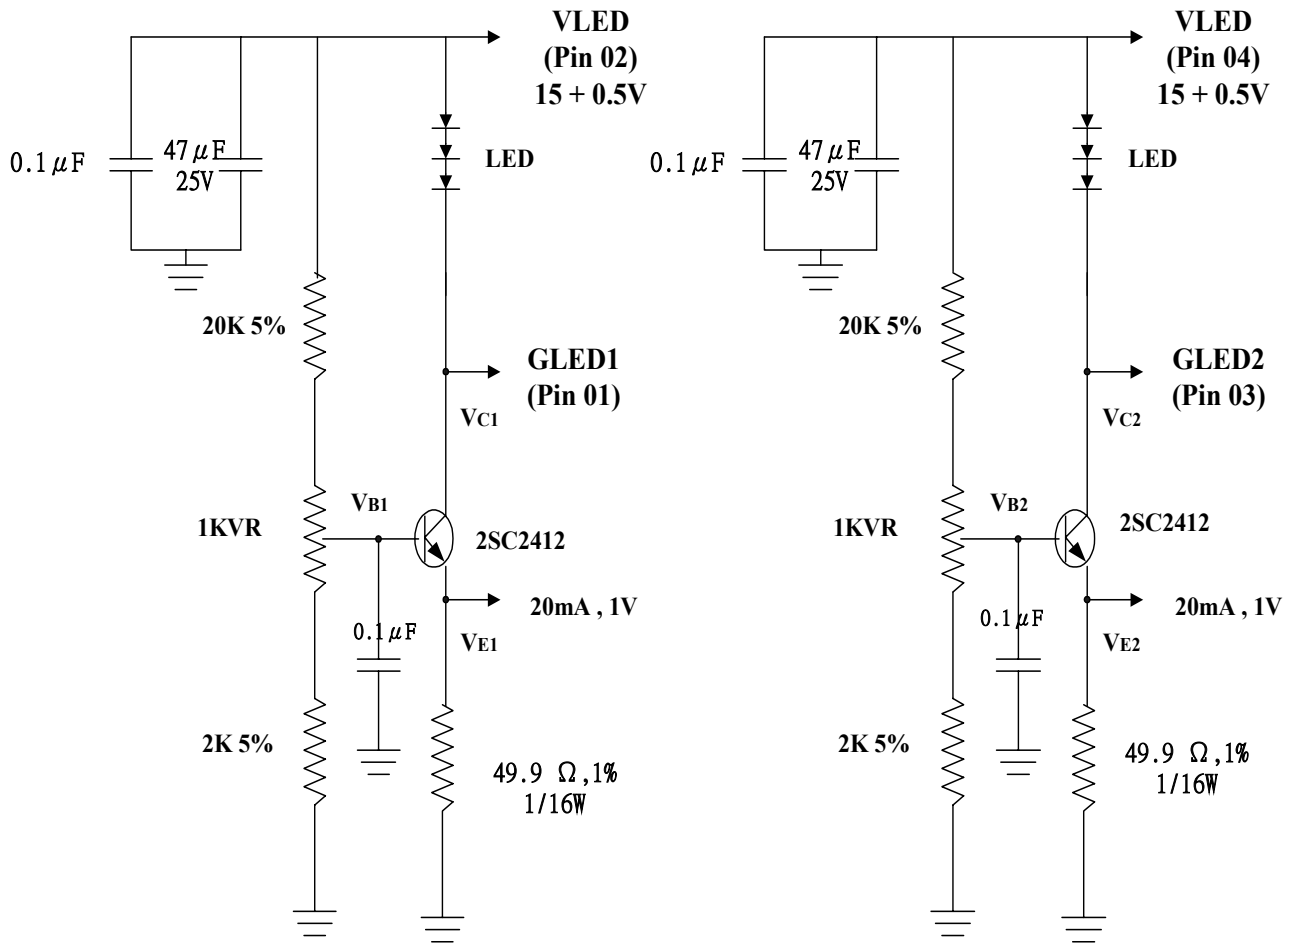 VLED
(Pin 02)
15 + 0.5V
0.1μF
47μF
25V
LED
20K 5%
GLED1
(Pin 01)
VC1
VB1
1KVR
2SC2412
20mA , 1V
0.1μF
VE1
2K 5%
49.9 Ω ,1%
1/16W
VLED
(Pin 04)
15 + 0.5V
0.1μF
47μF
25V
LED
20K 5%
GLED2
(Pin 03)
VC2
VB2
1KVR
2SC2412
20mA , 1V
0.1μF
VE2
2K 5%
49.9 Ω ,1%
1/16W